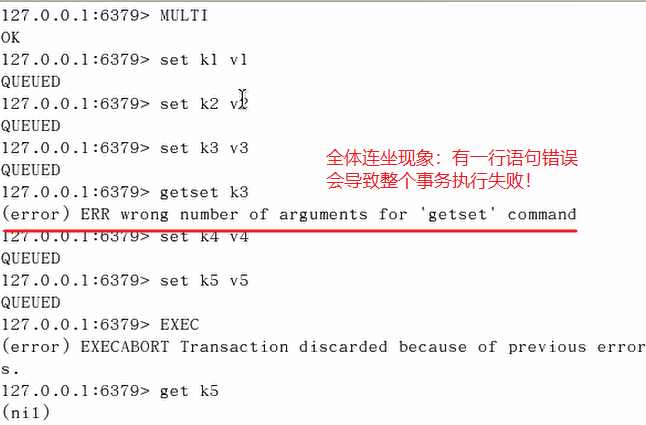 127.0.0.1:6379> MULTI
OK
127.0.0.1:6379> set k1 v1
QUEUED
127.0.0.1:6379> set k2 v2
QUEUED
127.0.0.1:6379> set k3 v3
QUEUED
全体连坐现象：有一行语句错误
会导致整个事务执行失败！
127.0.0.1:6379> getset k3
(error) ERR wrong number of arguments for 'getset' command
127.0.0.1:6379> set k4 v4
QUEUED
127.0.0.1:6379> set k5 v5
QUEUED
127.0.0.1:6379> EXEC
(error) EXECABORT Transaction discarded because of previous error
s.
127.0.0.1:6379> get k5
(nil)